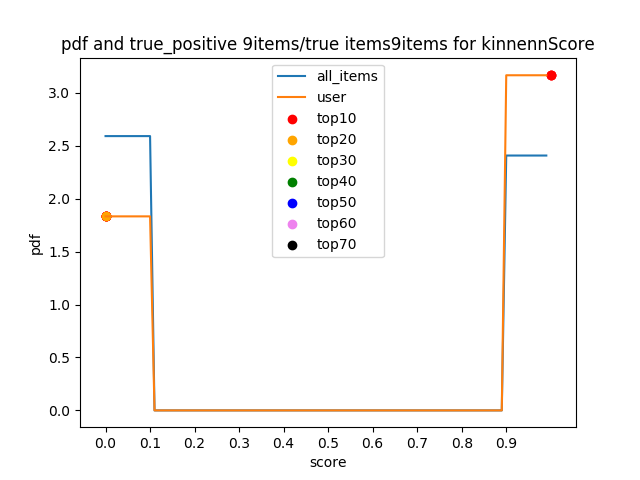 pdf and true_positive 9items/true items9items for kinnennScore
all_items
user
top10
top20
top30
top40
top50
top60
top70
pdf
3.0
2.5
2.0
1.5
1.0
0.5
0.0
0.0 0.1 0.2 0.3 0.4 0.5 0.6 0.7 0.8 0.9
score